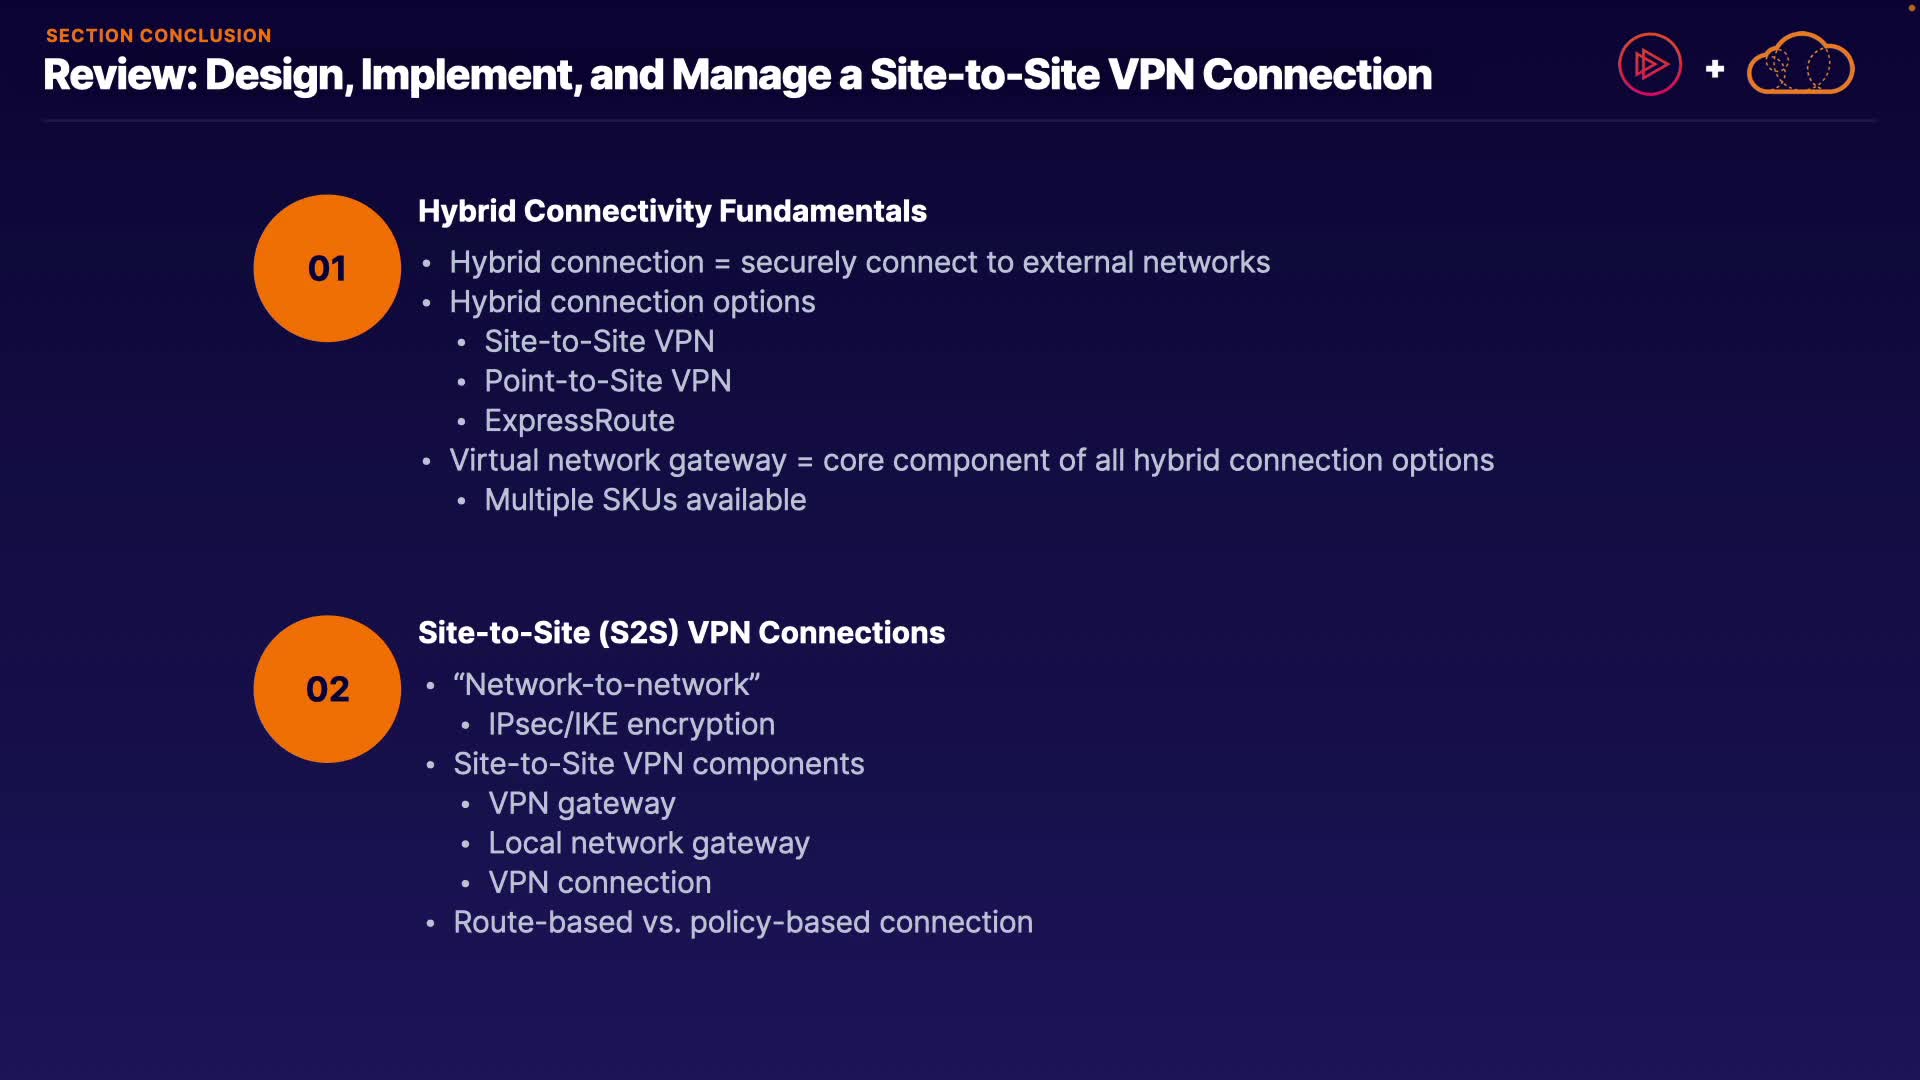 SECTION CONCLUSION
Review: Design, Implement, and Manage a Site-to-Site VPN Connection
+
01
Hybrid Connectivity Fundamentals
• Hybrid connection = securely connect to external networks
• Hybrid connection options
• Site-to-Site VPN
• Point-to-Site VPN
• ExpressRoute
• Virtual network gateway = core component of all hybrid connection options
• Multiple SKUs available
02
Site-to-Site (S2S) VPN Connections
• “Network-to-network”
• IPsec/IKE encryption
• Site-to-Site VPN components
• VPN gateway
• Local network gateway
• VPN connection
• Route-based vs. policy-based connection